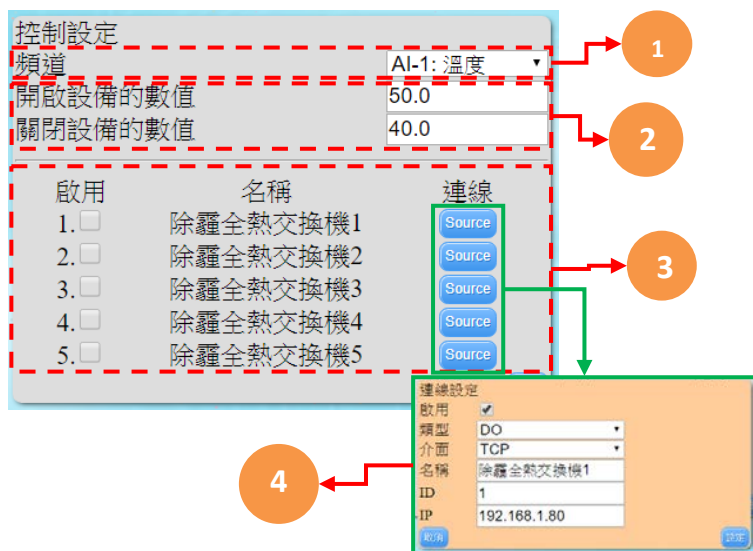 控制設定
頻道 AI-1: 溫度
1
開啟設備的數值 50.0
關閉設備的數值 40.0
2
啟用 名稱 連線
1. 除霾全熱交換機1 Source
2. 除霾全熱交換機2 Source
3. 除霾全熱交換機3 Source
4. 除霾全熱交換機4 Source
5. 除霾全熱交換機5 Source
3
連線設定
啟用
類型 DO
介面 TCP
名稱 除霾全熱交換機1
ID 1
IP 192.168.1.80
取消 設定
4